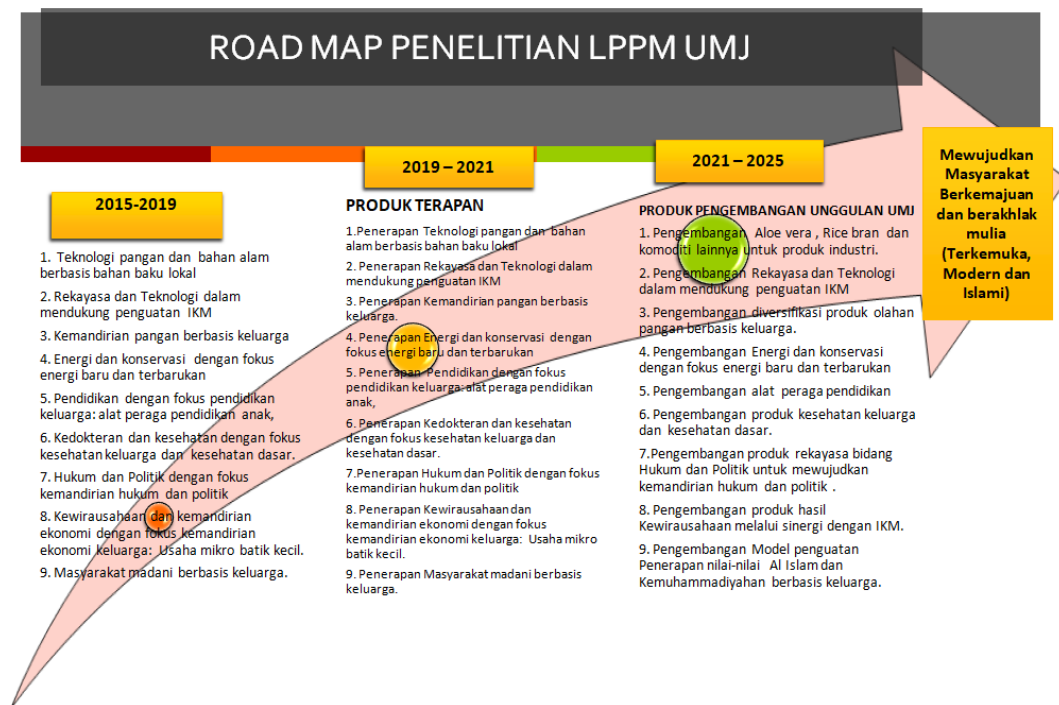 ROAD MAP PENELITIAN LPPM UMJ
2015-2019
1. Teknologi pangan dan bahan alam
berbasis bahan baku lokal
2. Rekayasa dan Teknologi dalam
mendukung penguatan IKM
3. Kemandirian pangan berbasis keluarga
4. Energi dan konservasi dengan fokus
energi baru dan terbarukan
5. Pendidikan dengan fokus pendidikan
keluarga: alat peraga pendidikan anak,
6. Kedokteran dan kesehatan dengan fokus
kesehatan keluarga dan kesehatan dasar.
7. Hukum dan Politik dengan fokus
kemandirian hukum dan politik
8. Kewirausahaan dan kemandirian
ekonomi dengan fokus kemandirian
ekonomi keluarga: Usaha mikro batik kecil.
9. Masyarakat madani berbasis keluarga.
2019 – 2021
PRODUK TERAPAN
1.Penerapan Teknologi pangan dan bahan
alam berbasis bahan baku lokal
2. Penerapan Rekayasa dan Teknologi dalam
mendukung penguatan IKM
3. Penerapan Kemandirian pangan berbasis
keluarga.
4. Penerapan Energi dan konservasi dengan
fokus energi baru dan terbarukan
5. Penerapan Pendidikan dengan fokus
pendidikan keluarga: alat peraga pendidikan
anak,
6. Penerapan Kedokteran dan kesehatan
dengan fokus kesehatan keluarga dan
kesehatan dasar.
7.Penerapan Hukum dan Politik dengan fokus
kemandirian hukum dan politik
8. Penerapan Kewirausahaan dan
kemandirian ekonomi dengan fokus
kemandirian ekonomi keluarga: Usaha mikro
batik kecil.
9. Penerapan Masyarakat madani berbasis
keluarga.
2021 – 2025
PRODUK PENGEMBANGAN UNGGULAN UMJ
1. Pengembangan Aloe vera , Rice bran dan
komoditi lainnya untuk produk industri.
2. Pengembangan Rekayasa dan Teknologi
dalam mendukung penguatan IKM
3. Pengembangan diversifikasi produk olahan
pangan berbasis keluarga.
4. Pengembangan Energi dan konservasi
dengan fokus energi baru dan terbarukan
5. Pengembangan alat peraga pendidikan
6. Pengembangan produk kesehatan keluarga
dan kesehatan dasar.
7.Pengembangan produk rekayasa bidang
Hukum dan Politik untuk mewujudkan
kemandirian hukum dan politik .
8. Pengembangan produk hasil
Kewirausahaan melalui sinergi dengan IKM.
9. Pengembangan Model penguatan
Penerapan nilai-nilai Al Islam dan
Kemuhammadiyahan berbasis keluarga.
Mewujudkan
Masyarakat
Berkemajuan
dan berakhlak
mulia
(Terkemuka,
Modern dan
Islami)